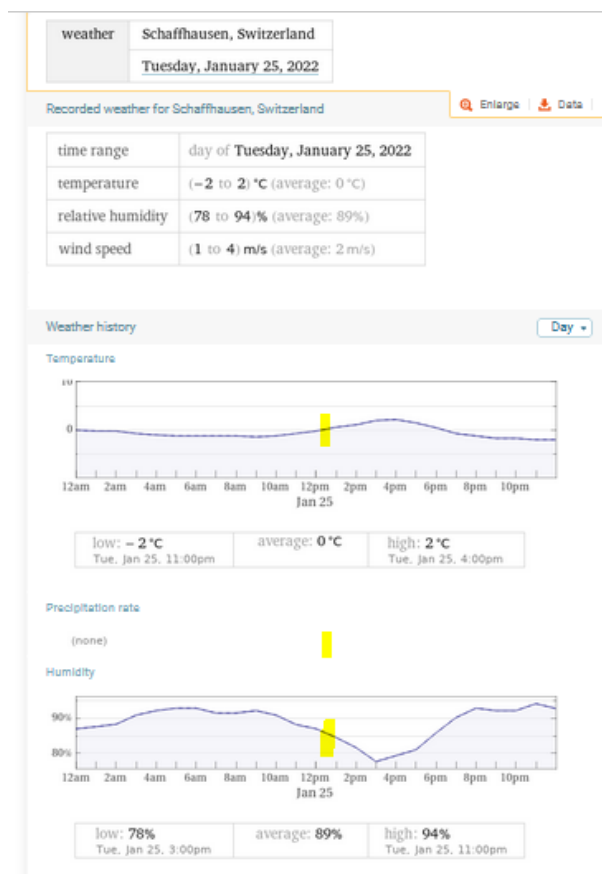 weather Schaffhausen, Switzerland
Tuesday, January 25, 2022
Recorded weather for Schaffhausen, Switzerland Enlarge Data
time range day of Tuesday, January 25, 2022
temperature (−2 to 2) °C (average: 0 °C)
relative humidity (78 to 94)% (average: 89%)
wind speed (1 to 4) m/s (average: 2 m/s)
Weather history Day
Temperature
10
0
12am 2am 4am 6am 8am 10am 12pm 2pm 4pm 6pm 8pm 10pm
Jan 25
low: −2 °C average: 0 °C high: 2 °C
Tue, Jan 25, 11:00pm Tue, Jan 25, 4:00pm
Precipitation rate
(none)
Humidity
90%
80%
12am 2am 4am 6am 8am 10am 12pm 2pm 4pm 6pm 8pm 10pm
Jan 25
low: 78% average: 89% high: 94%
Tue, Jan 25, 3:00pm Tue, Jan 25, 11:00pm